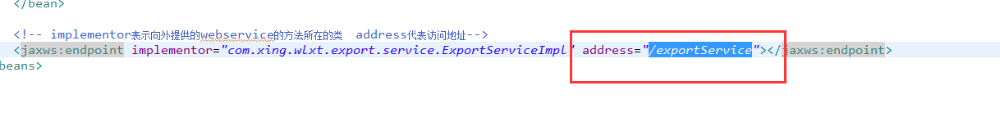 </bean>
<!-- implementor表示向外提供的webservice的方法所在的类 address代表访问地址-->
<jaxws:endpoint implementor="com.xing.wlxt.export.service.ExportServiceImpl" address="/exportService"></jaxws:endpoint>
beans>